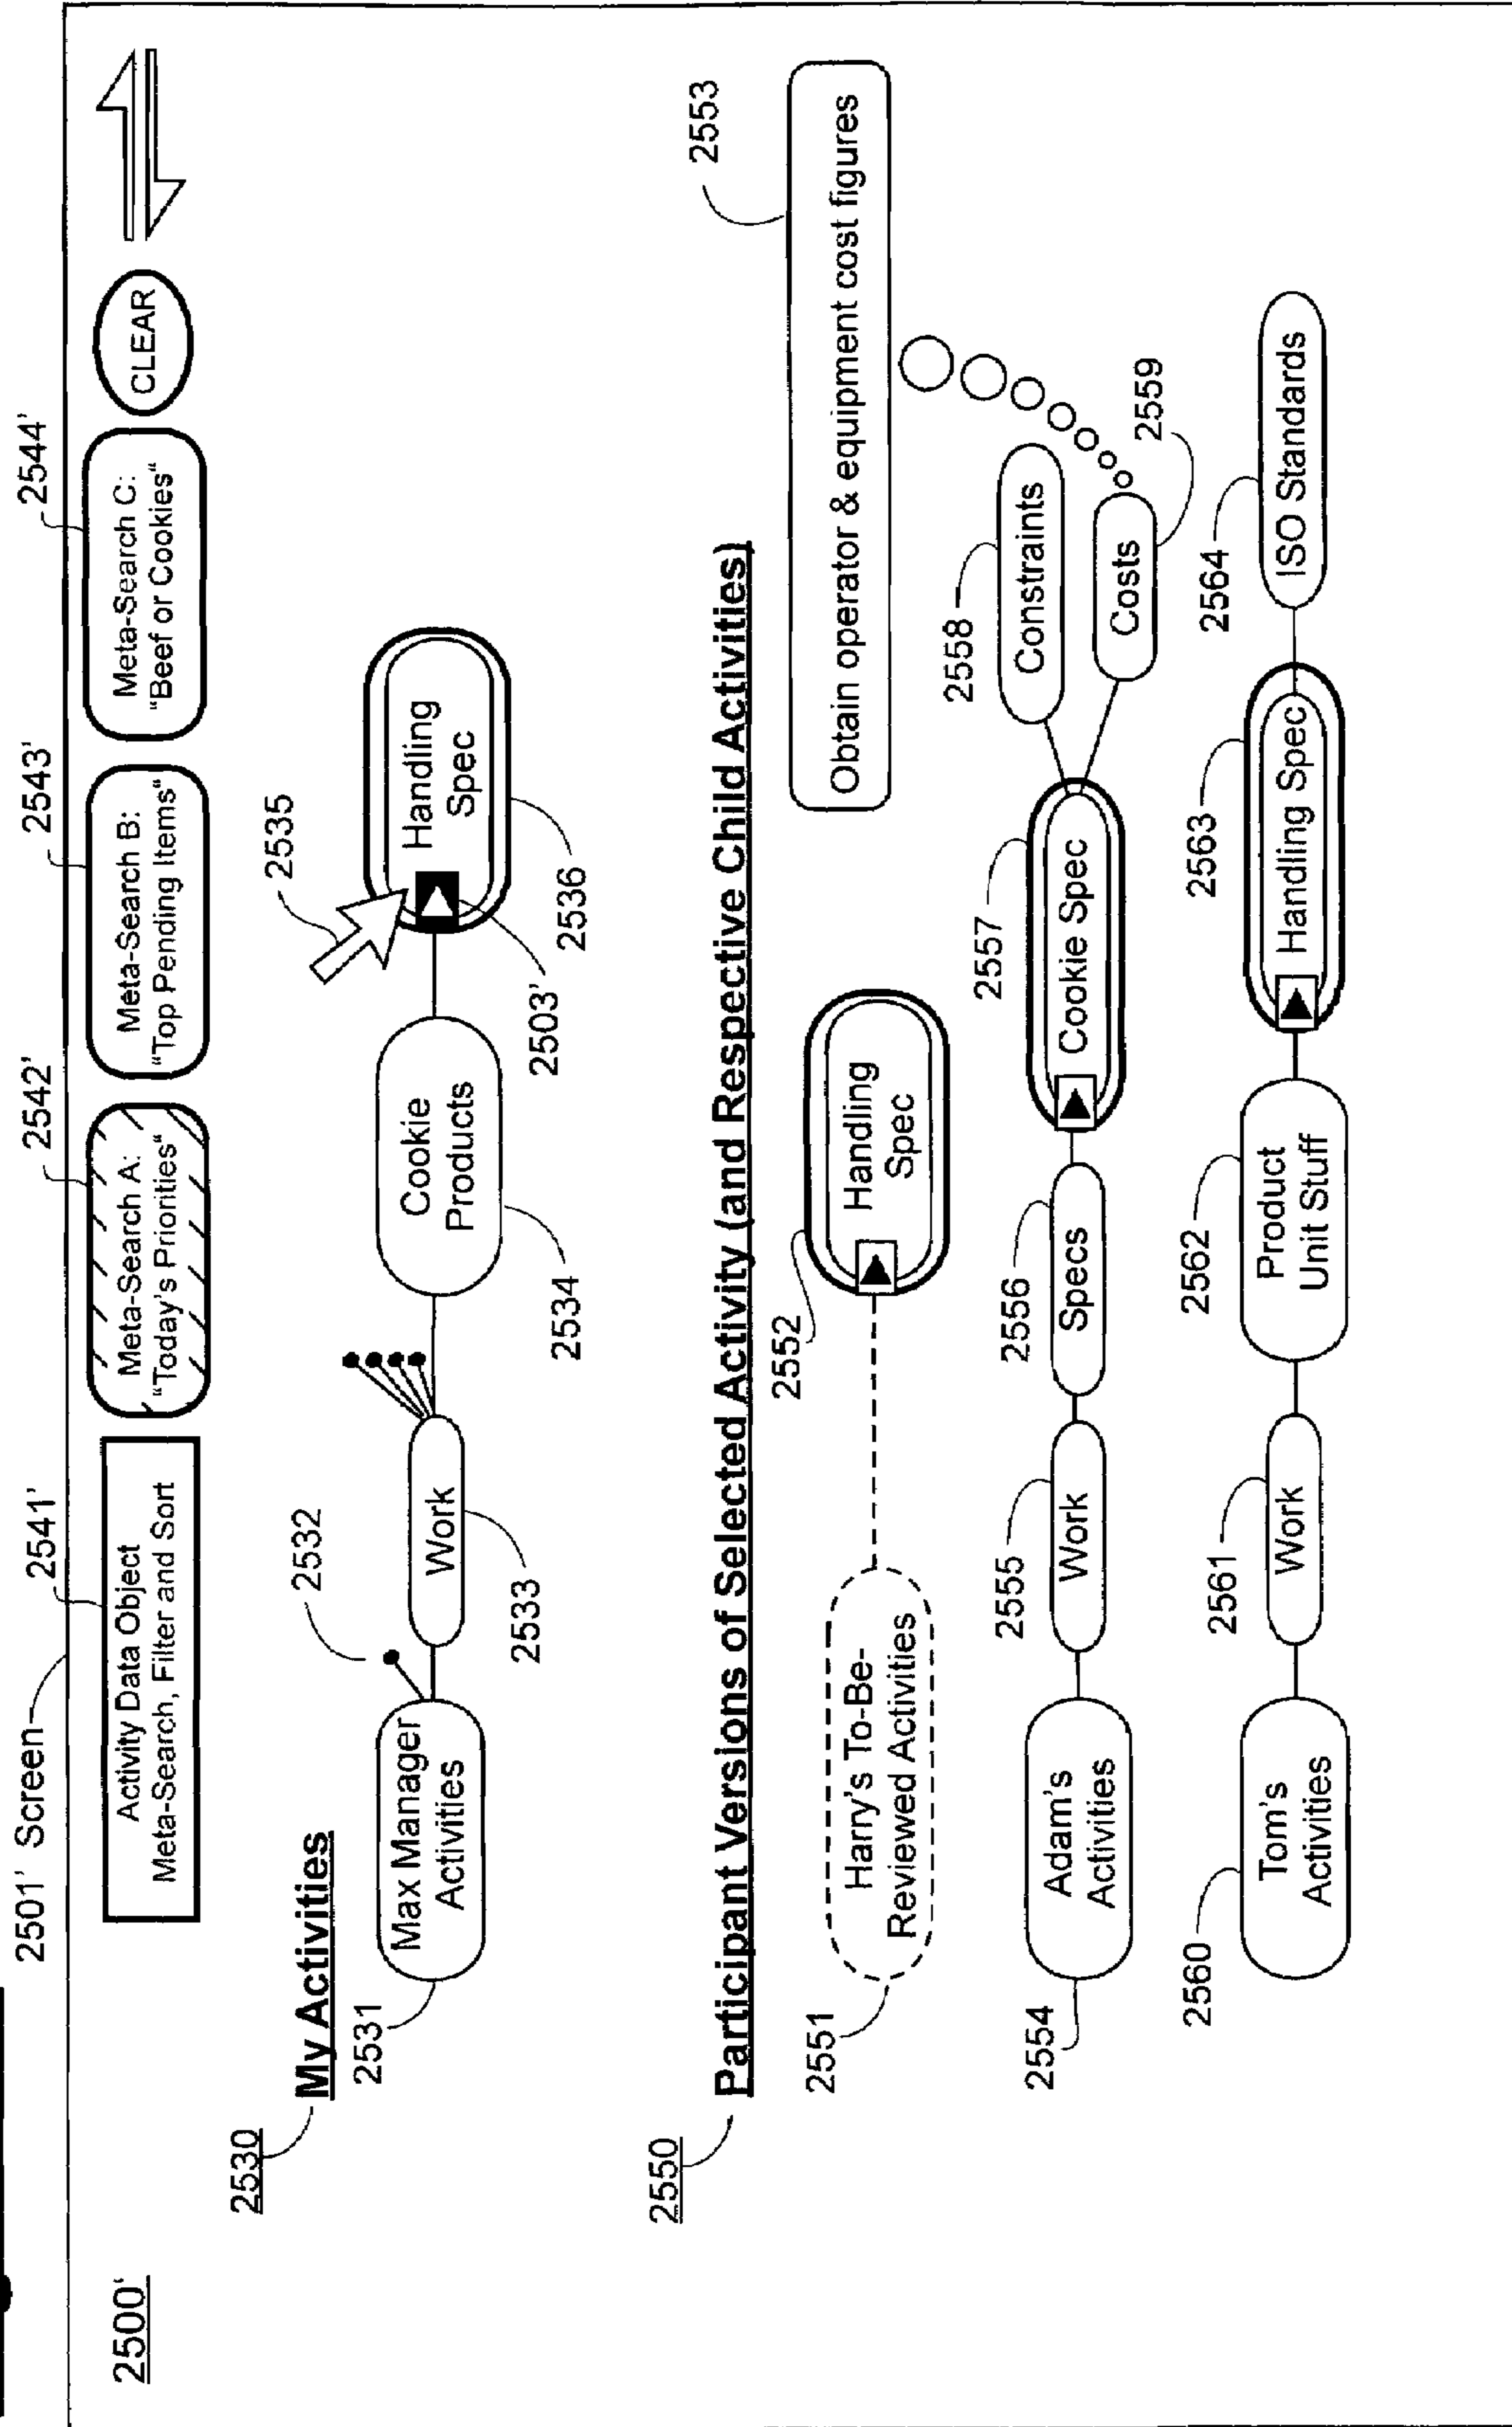 2500'
2501' Screen
2541'
2542'
2543'
2544'
Activity Data Object
Meta-Search, Filter and Sort
Meta-Search A:
"Today's Priorities"
Meta-Search B:
"Top Pending Items"
Meta-Search C:
"Beef or Cookies"
CLEAR
2530
My Activities
2532
2535
2531
Max Manager
Activities
Work
Cookie
Products
Handling
Spec
2533
2534
2503'
2536
2550
Participant Versions of Selected Activity (and Respective Child Activities)
2551
Harry's To-Be-
Reviewed Activities
2552
Handling
Spec
2553
Obtain operator & equipment cost figures
2554
Adam's
Activities
2555
Work
2556
Specs
2557
Cookie Spec
2558
Constraints
2559
Costs
2560
Tom's
Activities
2561
Work
2562
Product
Unit Stuff
2563
Handling Spec
2564
ISO Standards